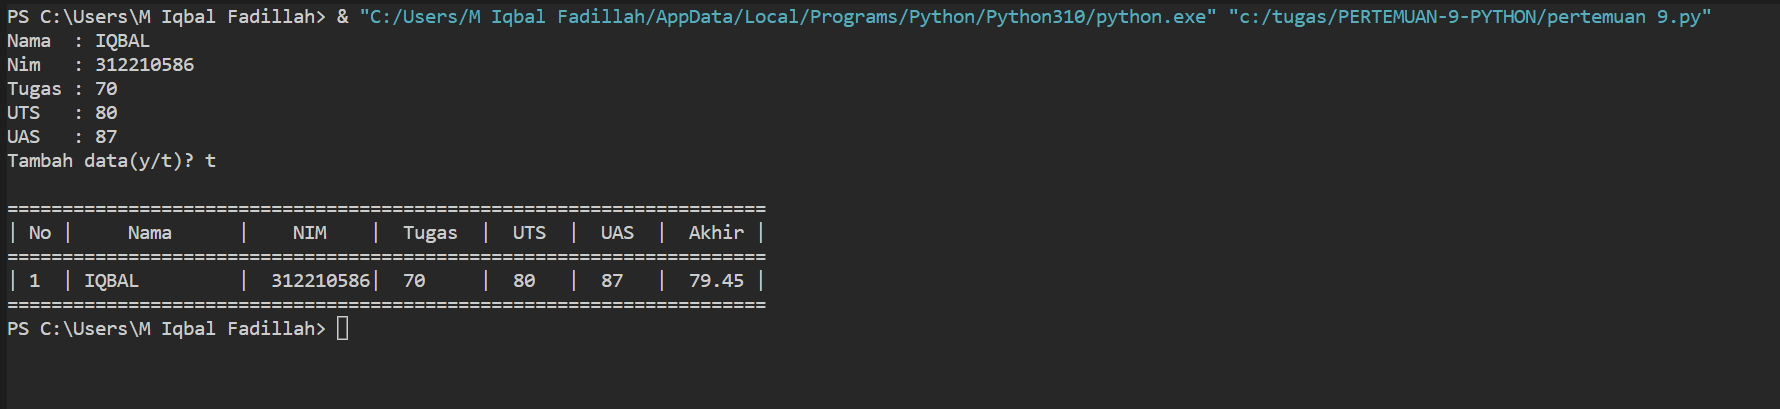 PS C:\Users\M Iqbal Fadillah> & "C:/Users/M Iqbal Fadillah/AppData/Local/Programs/Python/Python310/python.exe" "c:/tugas/PERTEMUAN-9-PYTHON/pertemuan 9.py"
Nama  : IQBAL
Nim   : 312210586
Tugas : 70
UTS   : 80
UAS   : 87
Tambah data(y/t)? t
=====================================================================
| No |     Nama      |    NIM    |  Tugas  |  UTS  |  UAS  |  Akhir |
=====================================================================
| 1  | IQBAL         |  312210586|  70     |  80   |  87   |  79.45 |
=====================================================================
PS C:\Users\M Iqbal Fadillah>